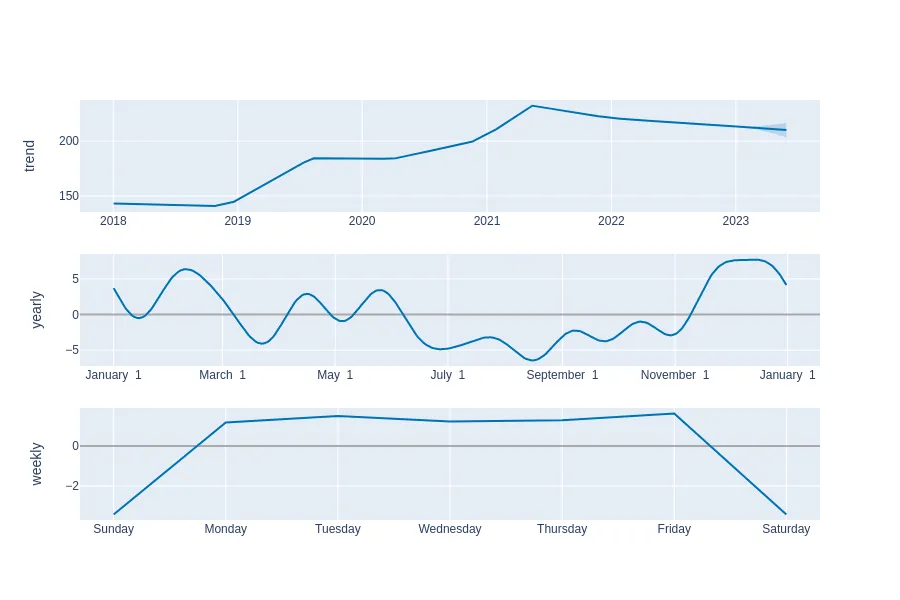 trend
200
150
2018 2019 2020 2021 2022 2023
yearly
5
0
−5
January 1 March 1 May 1 July 1 September 1 November 1 January 1
weekly
0
−2
Sunday Monday Tuesday Wednesday Thursday Friday Saturday